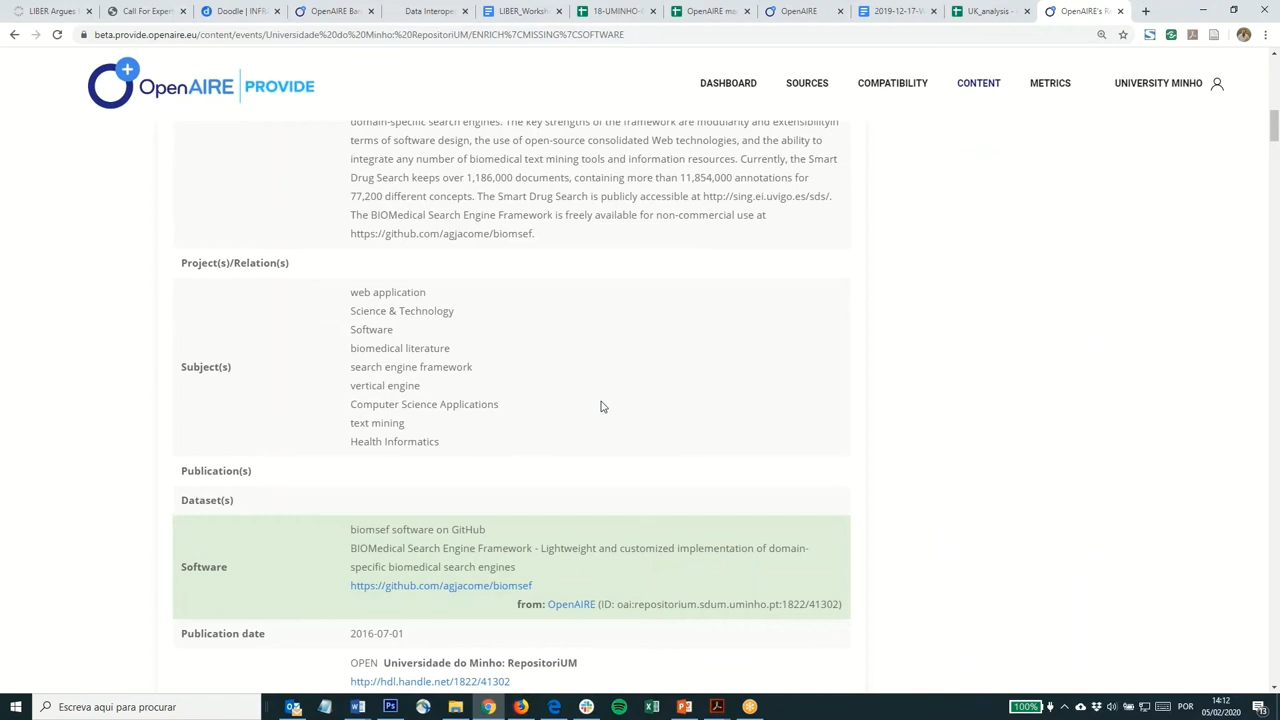 LIBER Argues
Call For Open
Doodle | INFR
OpenAIRE Bac
Data Interopera
LIBER_Worksho
18-UMINHO-D
OpenAIRE mar
OpenAIRE
2019-12-17-W
UK_analysis -
OpenAIRE's Re
beta.provide.openaire.eu/content/events/Universidade%20do%20Minho:%20RepositoriUM/ENRICH%7CMISSING%7CSOFTWARE
OpenAIRE PROVIDE
DASHBOARD SOURCES COMPATIBILITY CONTENT METRICS UNIVERSITY MINHO
domain-specific search engines. The key strengths of the framework are modularity and extensibilityin
terms of software design, the use of open-source consolidated Web technologies, and the ability to
integrate any number of biomedical text mining tools and information resources. Currently, the Smart
Drug Search keeps over 1,186,000 documents, containing more than 11,854,000 annotations for
77,200 different concepts. The Smart Drug Search is publicly accessible at http://sing.ei.uvigo.es/sds/.
The BIOMedical Search Engine Framework is freely available for non-commercial use at
https://github.com/agjacome/biomsef.
Project(s)/Relation(s)
web application
Science & Technology
Software
biomedical literature
Subject(s) search engine framework
vertical engine
Computer Science Applications
text mining
Health Informatics
Publication(s)
Dataset(s)
biomsef software on GitHub
BIOMedical Search Engine Framework - Lightweight and customized implementation of domain-
Software specific biomedical search engines
https://github.com/agjacome/biomsef
from: OpenAIRE (ID: oai:repositorium.sdum.uminho.pt:1822/41302)
Publication date 2016-07-01
OPEN Universidade do Minho: RepositoriUM
http://hdl.handle.net/1822/41302
Escreva aqui para procurar
100%
POR
14:12
05/02/2020